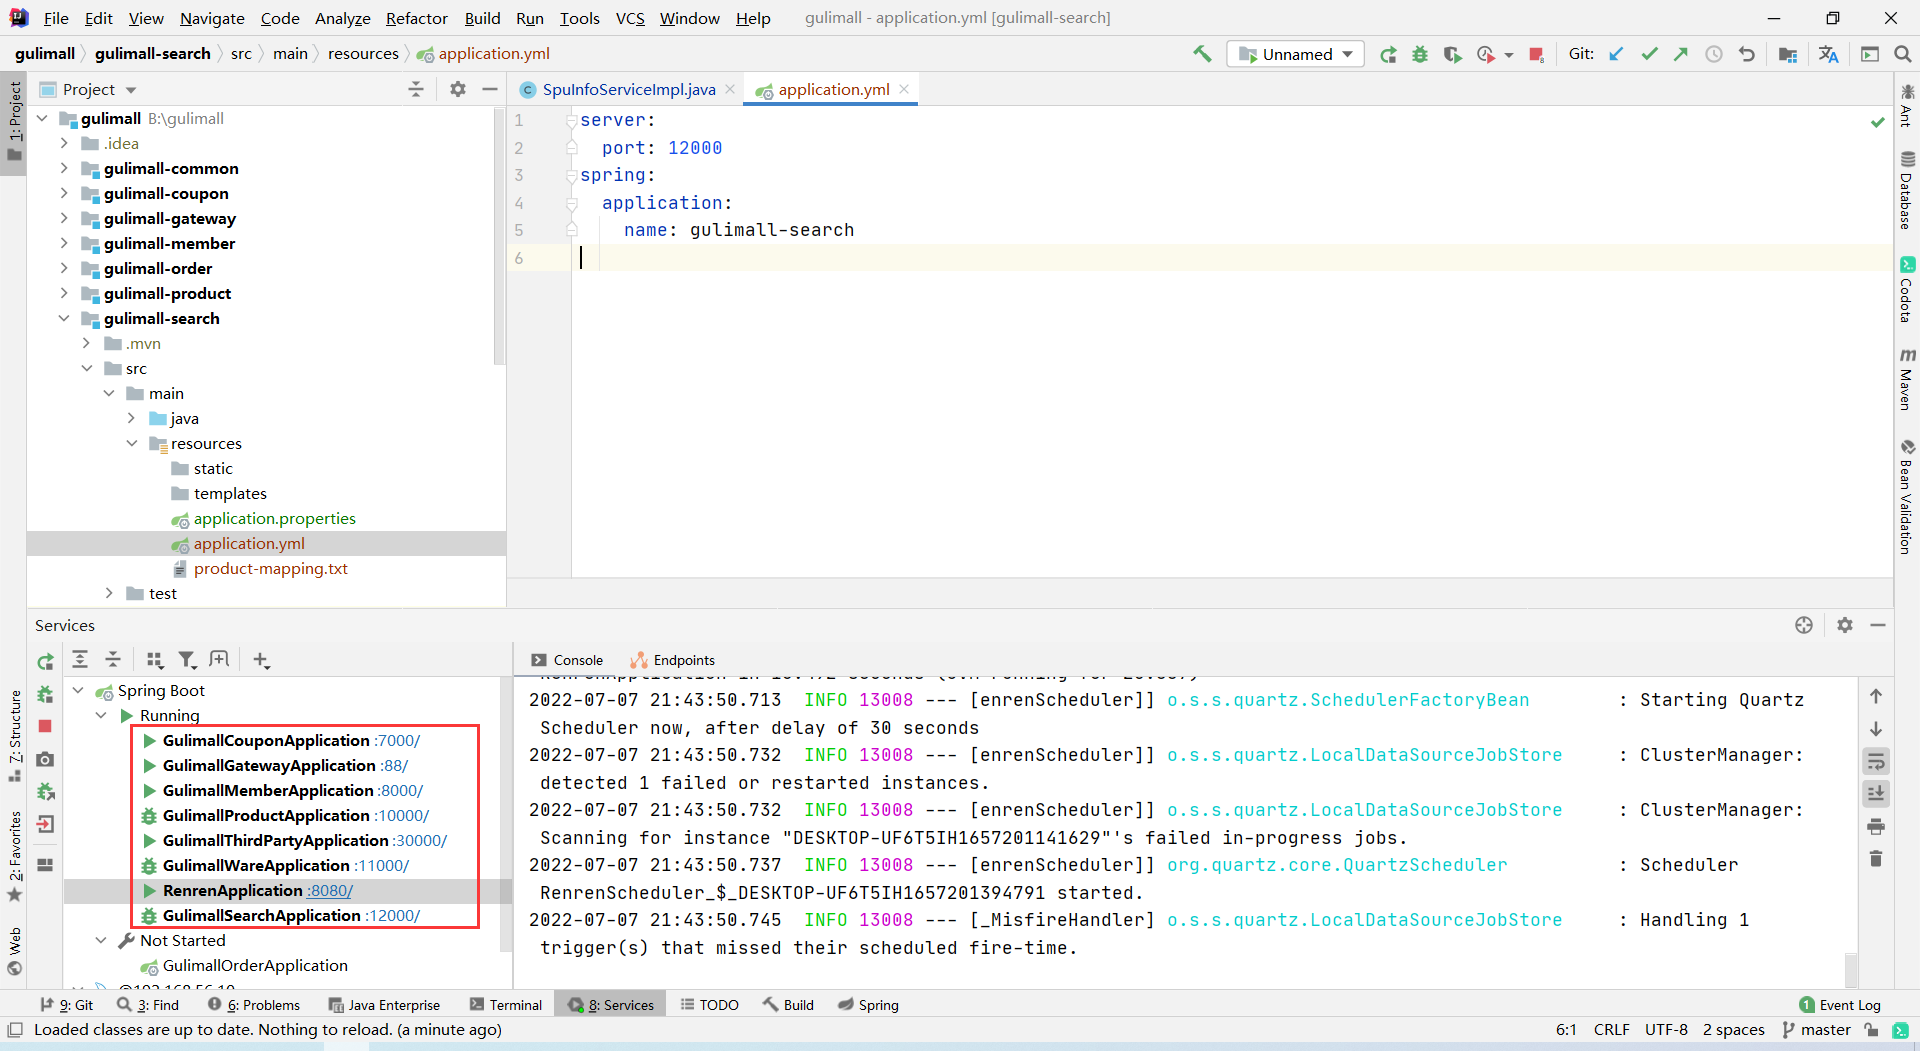 File Edit View Navigate Code Analyze Refactor Build Run Tools VCS Window Help gulimall - application.yml [gulimall-search]
gulimall gulimall-search src main resources application.yml Unnamed Git:
1: Project
Project
gulimall B:\gulimall
.idea
gulimall-common
gulimall-coupon
gulimall-gateway
gulimall-member
gulimall-order
gulimall-product
gulimall-search
.mvn
src
main
java
resources
static
templates
application.properties
application.yml
product-mapping.txt
test
SpuInfoServiceImpl.java application.yml
1 server:
2 port: 12000
3 spring:
4 application:
5 name: gulimall-search
6
Ant
Database
Codota
Maven
Bean Validation
Services
7: Structure
2: Favorites
Web
Spring Boot
Running
GulimallCouponApplication :7000/
GulimallGatewayApplication :88/
GulimallMemberApplication :8000/
GulimallProductApplication :10000/
GulimallThirdPartyApplication :30000/
GulimallWareApplication :11000/
RenrenApplication :8080/
GulimallSearchApplication :12000/
Not Started
GulimallOrderApplication
Console Endpoints
2022-07-07 21:43:50.713 INFO 13008 --- [enrenScheduler]] o.s.s.quartz.SchedulerFactoryBean : Starting Quartz
Scheduler now, after delay of 30 seconds
2022-07-07 21:43:50.732 INFO 13008 --- [enrenScheduler]] o.s.s.quartz.LocalDataSourceJobStore : ClusterManager:
detected 1 failed or restarted instances.
2022-07-07 21:43:50.732 INFO 13008 --- [enrenScheduler]] o.s.s.quartz.LocalDataSourceJobStore : ClusterManager:
Scanning for instance "DESKTOP-UF6T5IH1657201141629"'s failed in-progress jobs.
2022-07-07 21:43:50.737 INFO 13008 --- [enrenScheduler]] org.quartz.core.QuartzScheduler : Scheduler
RenrenScheduler_$_DESKTOP-UF6T5IH1657201394791 started.
2022-07-07 21:43:50.745 INFO 13008 --- [_MisfireHandler] o.s.s.quartz.LocalDataSourceJobStore : Handling 1
trigger(s) that missed their scheduled fire-time.
9: Git 3: Find 6: Problems Java Enterprise Terminal 8: Services TODO Build Spring 1 Event Log
Loaded classes are up to date. Nothing to reload. (a minute ago) 6:1 CRLF UTF-8 2 spaces master